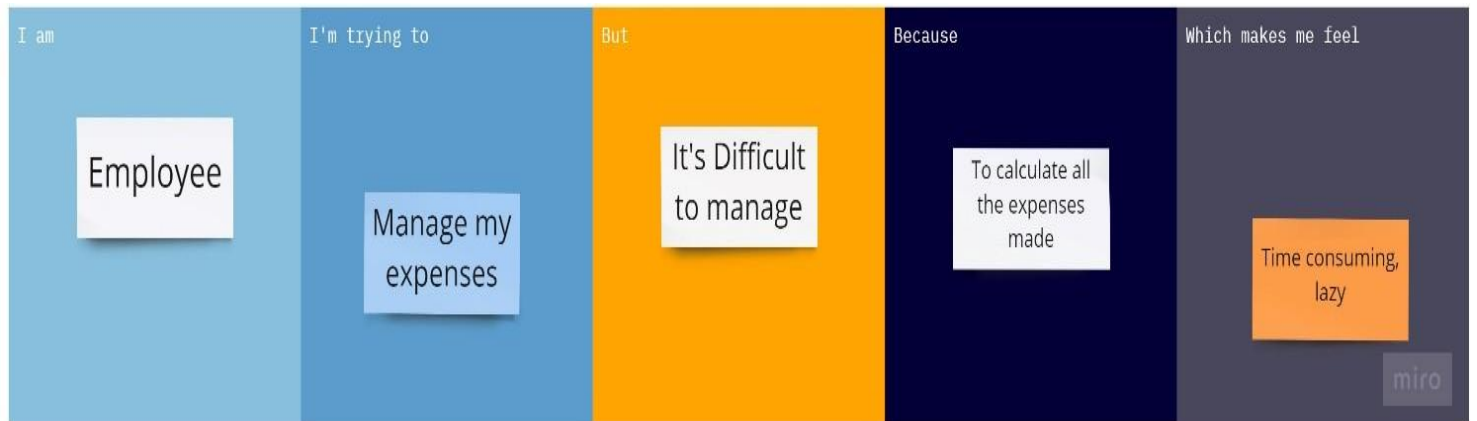 I am
Employee
I'm trying to
Manage my
expenses
But
It's Difficult
to manage
Because
To calculate all
the expenses
made
Which makes me feel
Time consuming,
lazy
miro